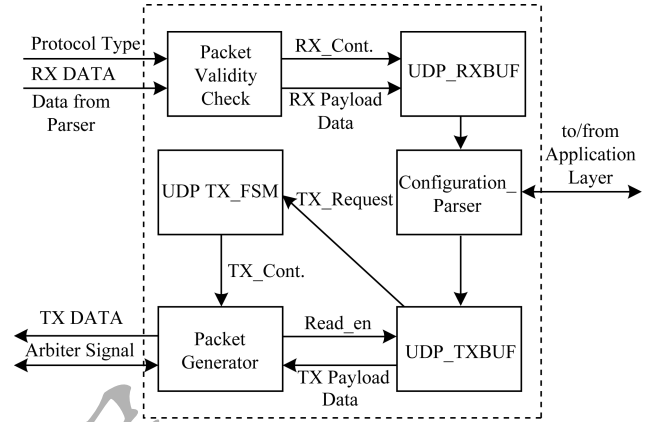 Protocol Type
RX DATA
Data from
Parser
Packet
Validity
Check
RX_Cont.
RX Payload
Data
UDP_RXBUF
to/from
Application
Layer
UDP TX_FSM
TX_Request
Configuration_
Parser
TX_Cont.
TX DATA
Arbiter Signal
Packet
Generator
Read_en
TX Payload
Data
UDP_TXBUF